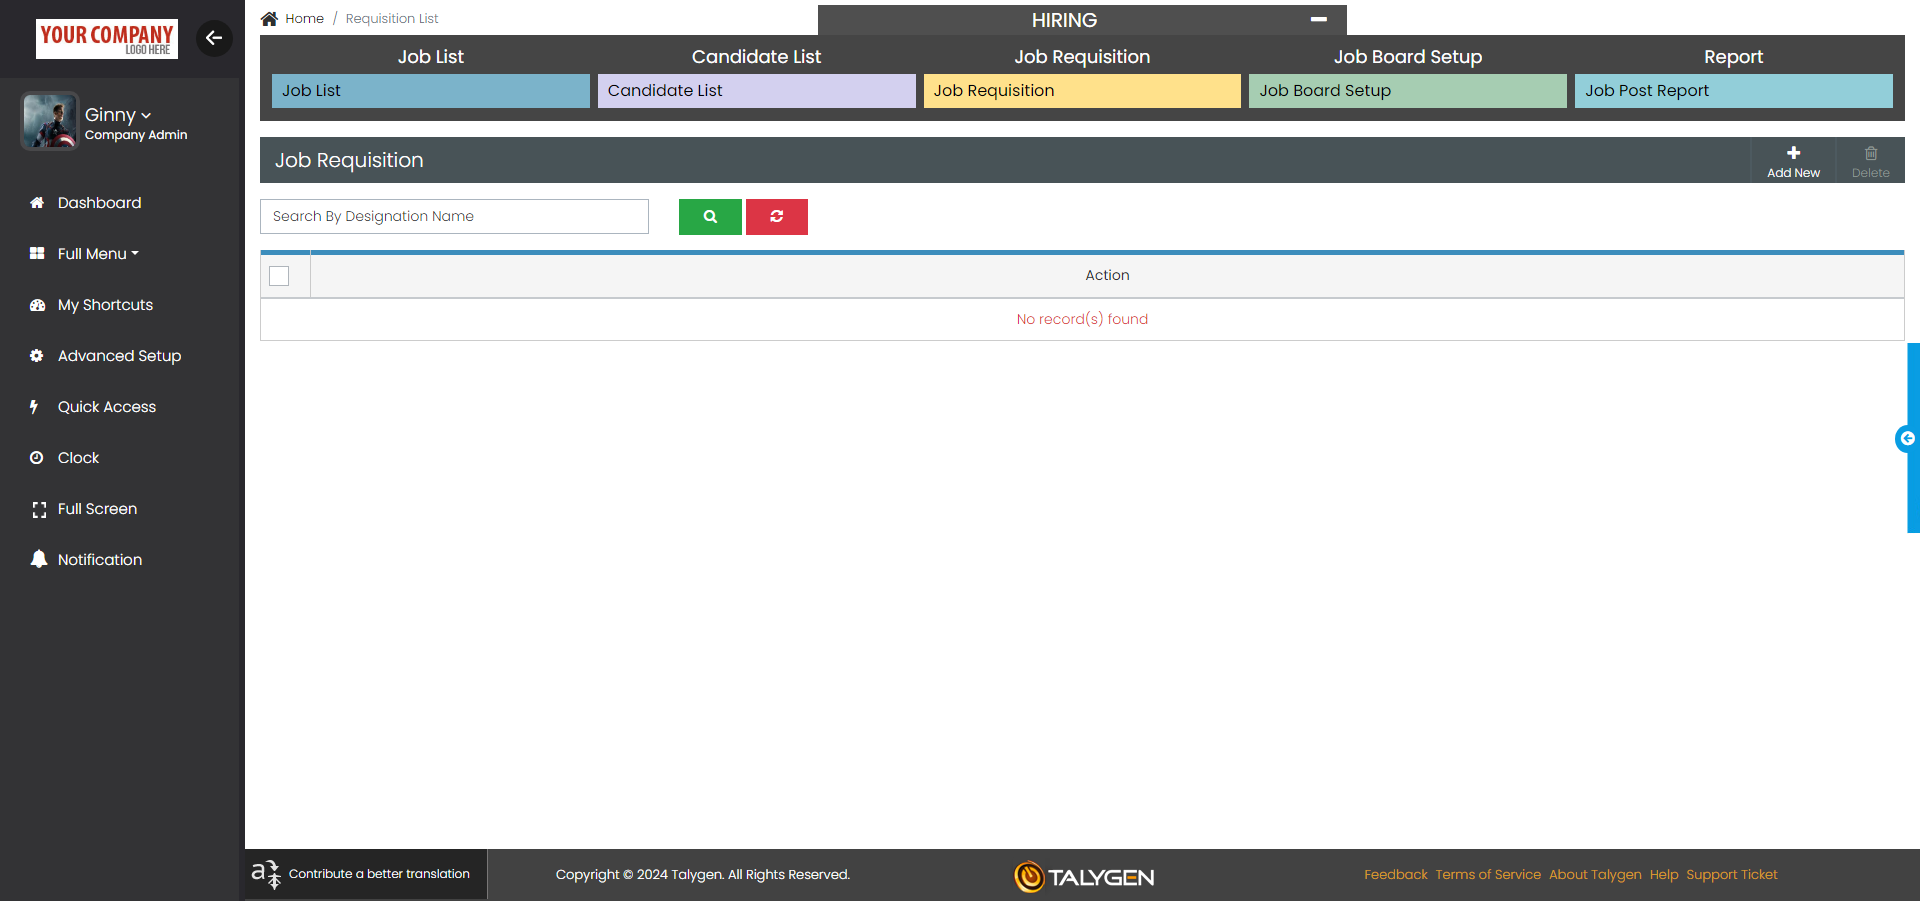 YOUR COMPANY
LOGO HERE
Ginny
Company Admin
Dashboard
Full Menu
My Shortcuts
Advanced Setup
Quick Access
Clock
Full Screen
Notification
Home / Requisition List
HIRING
Job List
Candidate List
Job Requisition
Job Board Setup
Report
Job List
Candidate List
Job Requisition
Job Board Setup
Job Post Report
Job Requisition
Add New
Delete
Search By Designation Name
Action
No record(s) found
Contribute a better translation
Copyright © 2024 Talygen. All Rights Reserved.
TALYGEN
Feedback Terms of Service About Talygen Help Support Ticket